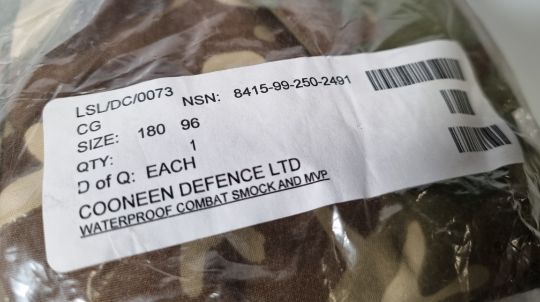 LSL/DC/0073 NSN: 8415-99-250-2491
CG
SIZE: 180 96
QTY: 1
D of Q: EACH
COONEEN DEFENCE LTD
WATERPROOF COMBAT SMOCK AND MVP